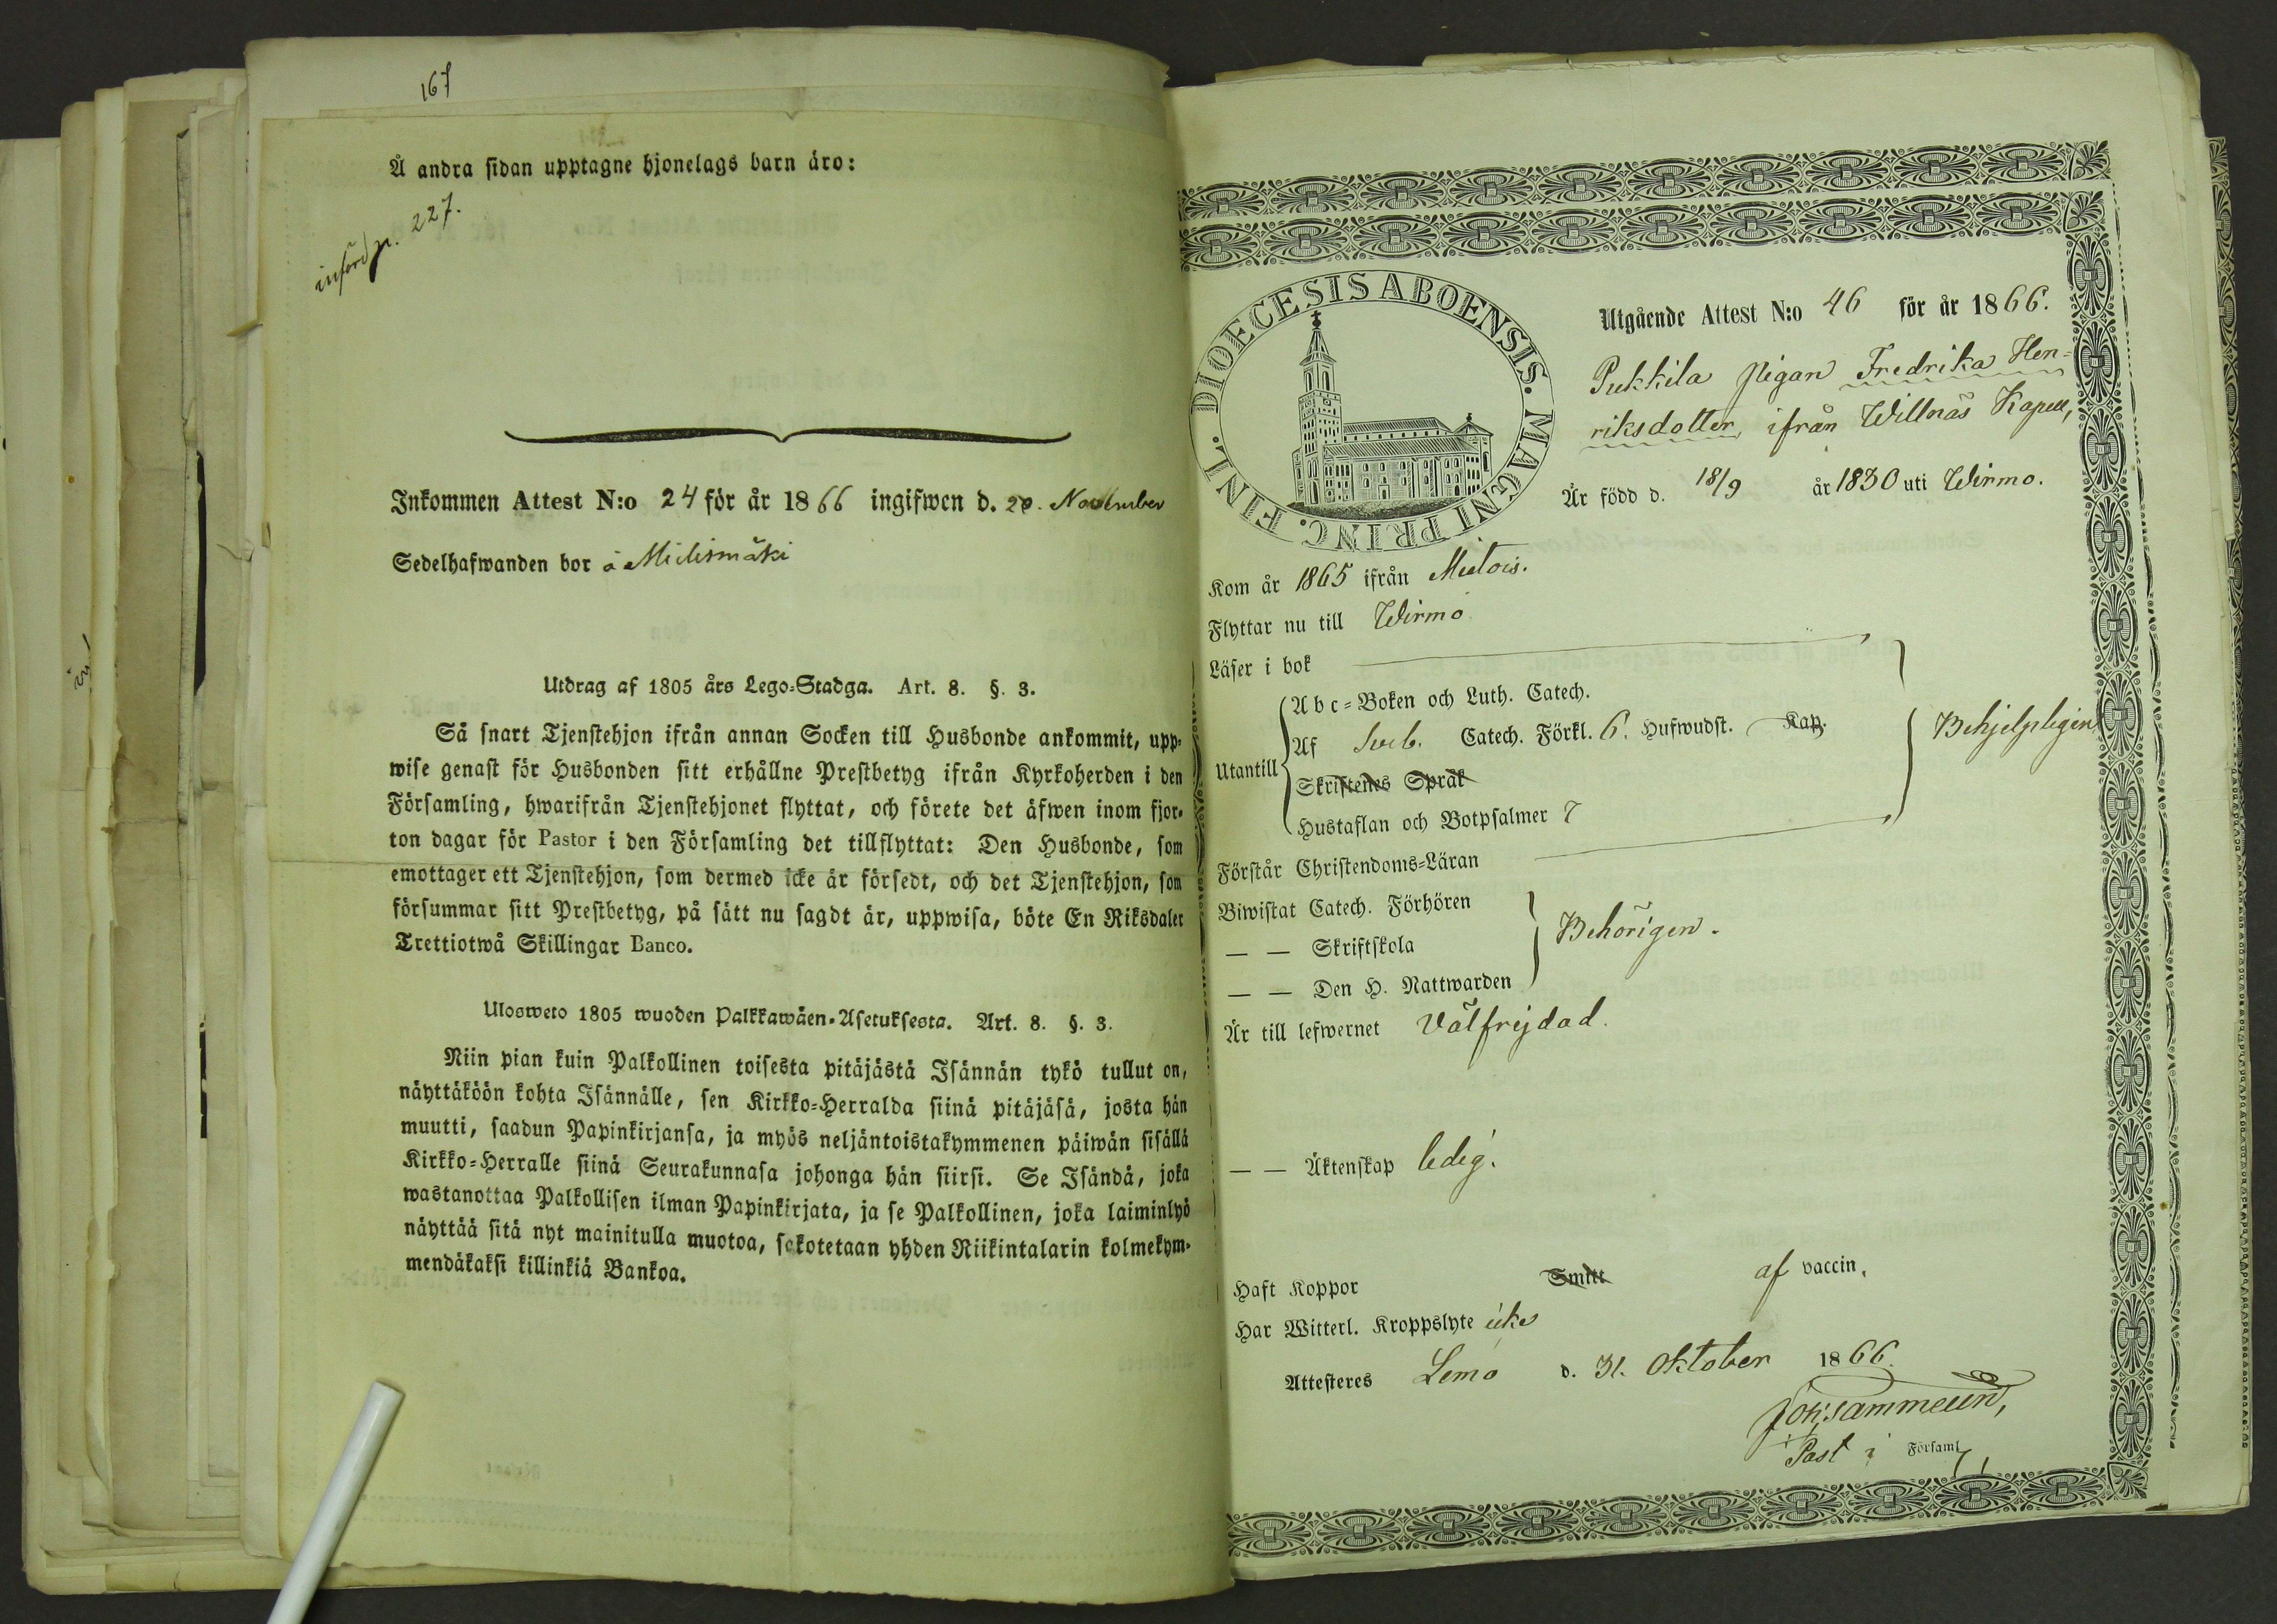 167
Å andra sidan upptagne hjonelags barn äro:
införd p. 227.
Inkommen Attest N:o 24 för år 1866 ingifwen d. 20. November
Sedelhafwanden bor å Mielismäki
Utdrag af 1805 års Lego-Stadga. Art. 8. §. 3.
Så snart Tjenstehjon ifrån annan Socken till Husbonde ankommit, upp-
wise genast för Husbonden sitt erhållne Prestbetyg ifrån Kyrkoherden i den
Församling, hwarifrån Tjenstehjonet flyttat, och förete det äfwen inom fjor-
ton dagar för Pastor i den Församling det tillflyttat: Den Husbonde, som
emottager ett Tjenstehjon, som dermed icke är försedt, och det Tjenstehjon, som
försummar sitt Prestbetyg, på sätt nu sagdt är, uppwisa, böte En Riksdaler
Trettiotwå Skillingar Banco.
Ulosweto 1805 wuoden Palkkawäen-Asetuksesta. Art. 8. §. 3.
Niin pian kuin Palkollinen toisesta pitäjästä Isännän tykö tullut on,
näyttäköön kohta Isännälle, sen Kirkko-Herralda siinä pitäjäsä, josta hän
muutti, saadun Papinkirjansa, ja myös neljäntoistakymmenen päiwän sisällä
Kirkko-Herralle siinä Seurakunnasa johonga hän siirsi. Se Isändä, joka
wastanottaa Palkollisen ilman Papinkirjata, ja se Palkollinen, joka laiminlyö
näyttää sitä nyt mainitulla muotoa, sakotetaan yhden Riikintalarin kolmekym-
mendäkaksi killinkiä Bankoa.
DIOECESIS ABOENSIS. MAGNI PRINC. FINL.
Utgående Attest N:o 46 för år 1866.
Pukkila pigan Fredrika Hen-
riksdotter, ifrån Willnäs Kapell,
Är född d. 18/9 år 1830 uti Wirmo.
Kom år 1865 ifrån Mietois.
Flyttar nu till Wirmo
Läser i bok
Abc-Boken och Luth. Catech.
Utantill Af Sveb. Catech. Förkl. 6. Hufwudst. Kap. Behjelpligen
Skriftenes Språk
Hustaflan och Botpsalmer 7
Förstår Christendoms-Läran
Biwistat Catech. Förhören
— — Skriftskola Behörigen.
— — Den H. Nattwarden
Är till lefwernet Välfrejdad.
— — Äktenskap ledig.
Haft Koppor Smitt af vaccin,
Har Witterl. Kroppslyte icke
Attesteres Lemo d. 31. Oktober 1866.
Past i Församl